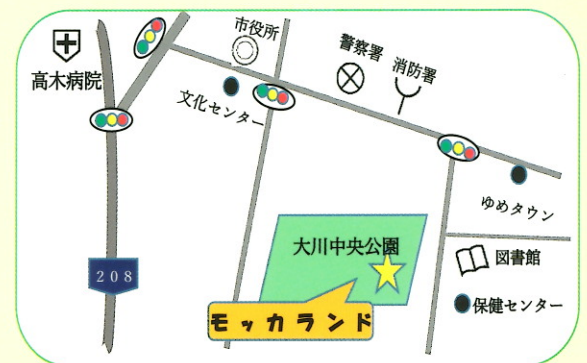 市役所
高木病院
文化センター
警察署
消防署
ゆめタウン
大川中央公園
図書館
208
モッカランド
保健センター